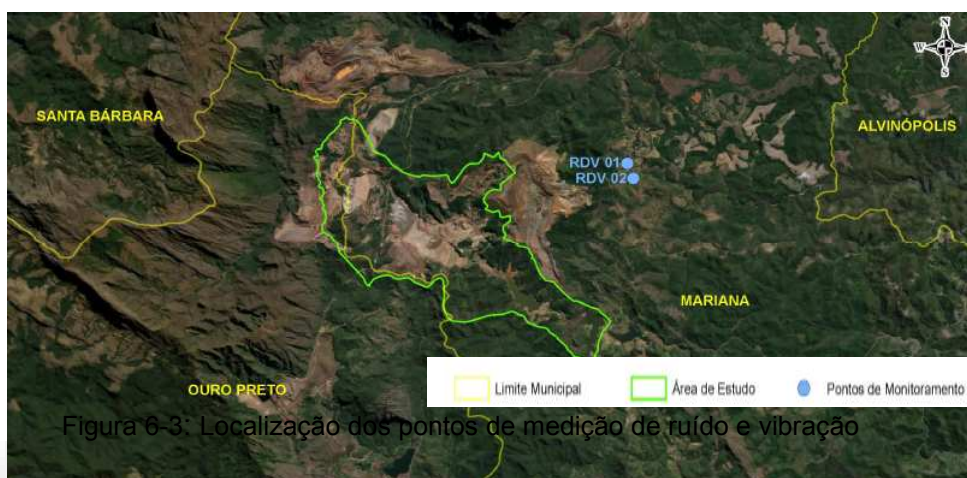 N
W
S
SANTA BÁRBARA
ALVINÓPOLIS
RDV 01
RDV 02
MARIANA
OURO PRETO
Limite Municipal
Área de Estudo
Pontos de Monitoramento
Figura 6-3: Localização dos pontos de medição de ruído e vibração